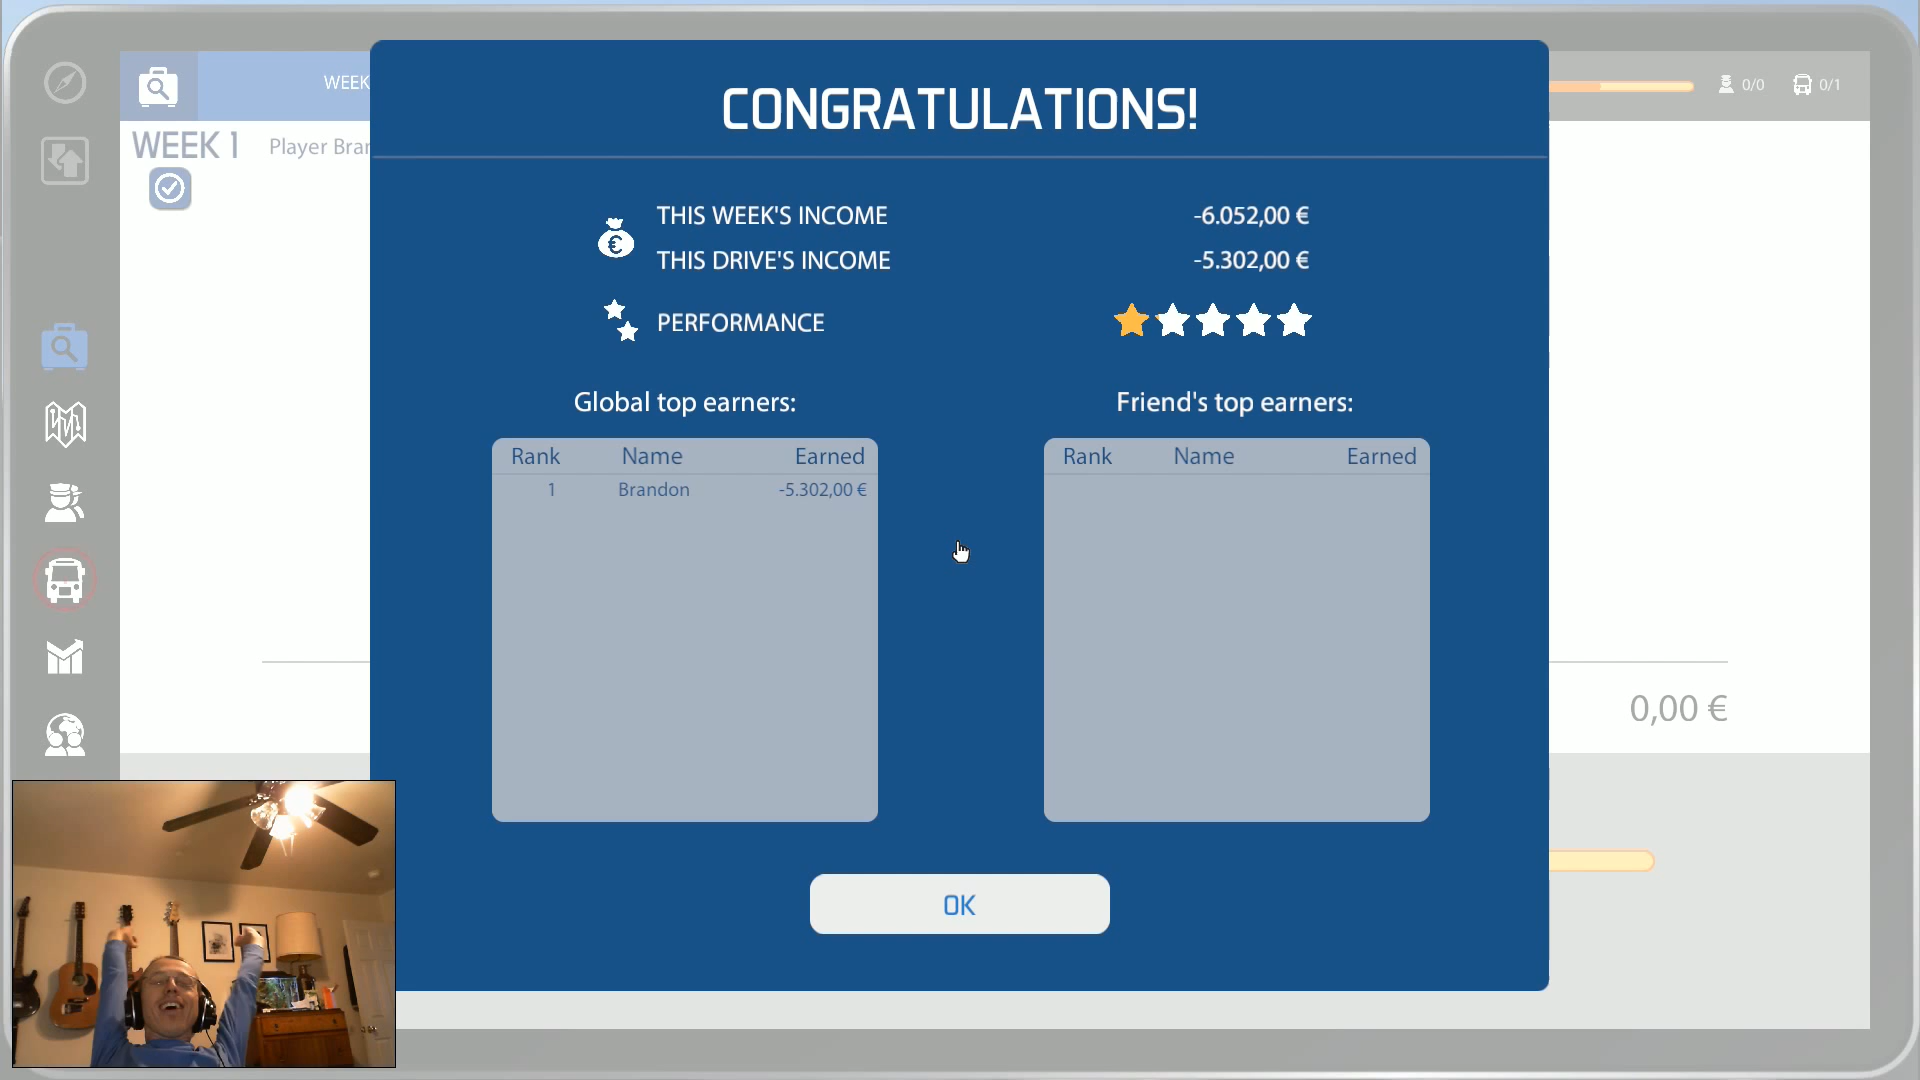 WEEK
0/0
0/1
WEEK 1
Player Bran
CONGRATULATIONS!
THIS WEEK'S INCOME -6.052,00 €
THIS DRIVE'S INCOME -5.302,00 €
PERFORMANCE
Global top earners:
Rank Name Earned
1 Brandon -5.302,00 €
Friend's top earners:
Rank Name Earned
0,00 €
OK